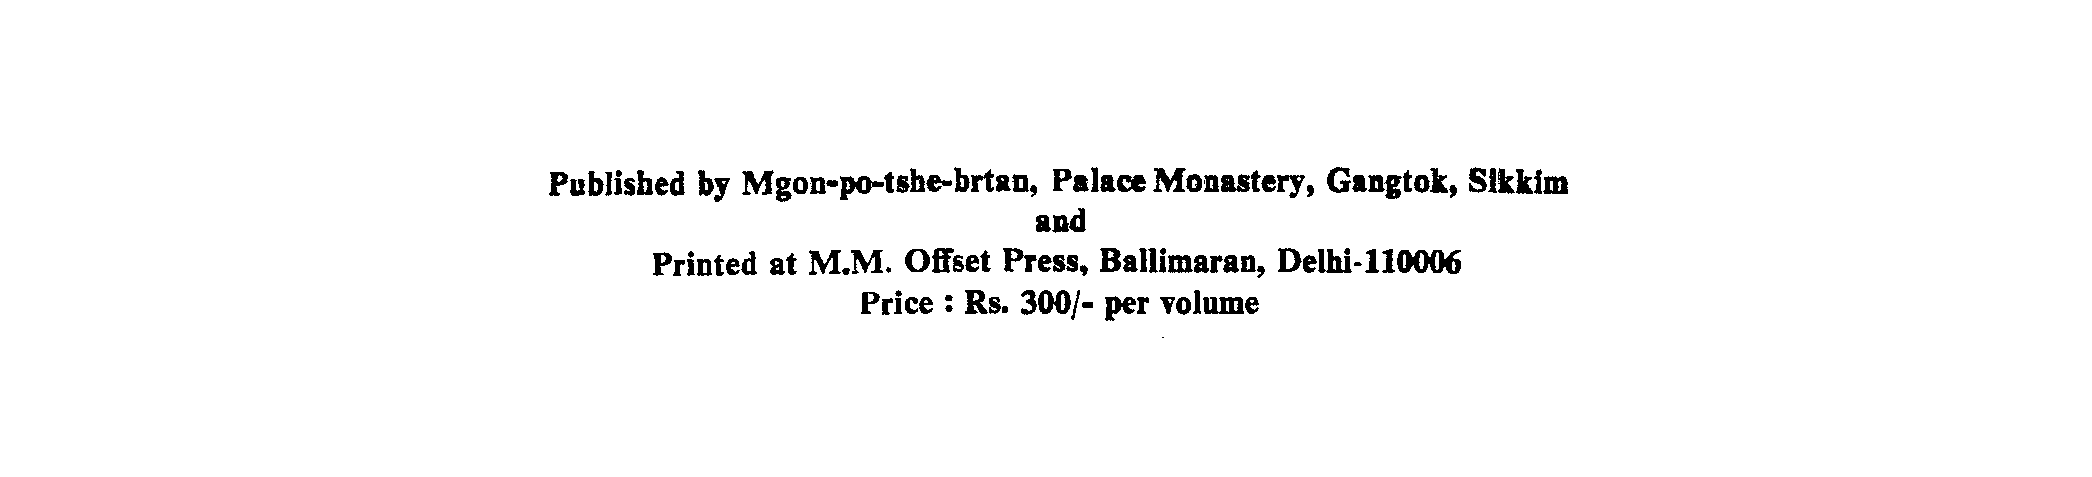 Published by Mgon-po-tshe-brtan, Palace Monastery, Gangtok, Sikkim
and
Printed at M.M. Offset Press, Ballimaran, Delhi-110006
Price : Rs. 300/- per volume